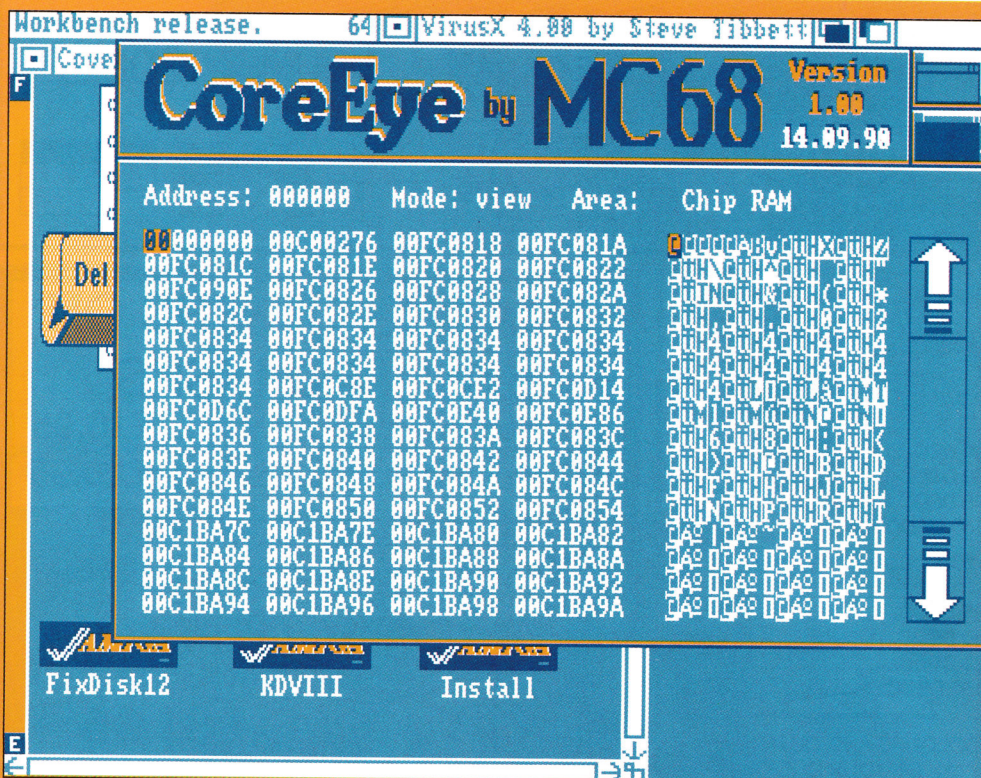 Workbench release. 64 VirusX 4.00 by Steve Tibbett
Cove
F
CoreEye by MC68
Version
1.00
14.09.90
Address: 000000 Mode: view Area: Chip RAM
00000000 00C00276 00FC0818 00FC081A
00FC081C 00FC081E 00FC0820 00FC0822
00FC090E 00FC0826 00FC0828 00FC082A
00FC082C 00FC082E 00FC0830 00FC0832
00FC0834 00FC0834 00FC0834 00FC0834
00FC0834 00FC0834 00FC0834 00FC0834
00FC0834 00FC0C8E 00FC0CE2 00FC0D14
00FC0D6C 00FC0DFA 00FC0E40 00FC0E86
00FC0836 00FC0838 00FC083A 00FC083C
00FC083E 00FC0840 00FC0842 00FC0844
00FC0846 00FC0848 00FC084A 00FC084C
00FC084E 00FC0850 00FC0852 00FC0854
00C1BA7C 00C1BA7E 00C1BA80 00C1BA82
00C1BA84 00C1BA86 00C1BA88 00C1BA8A
00C1BA8C 00C1BA8E 00C1BA90 00C1BA92
00C1BA94 00C1BA96 00C1BA98 00C1BA9A
Del
FixDisk12 KDVIII Install
E